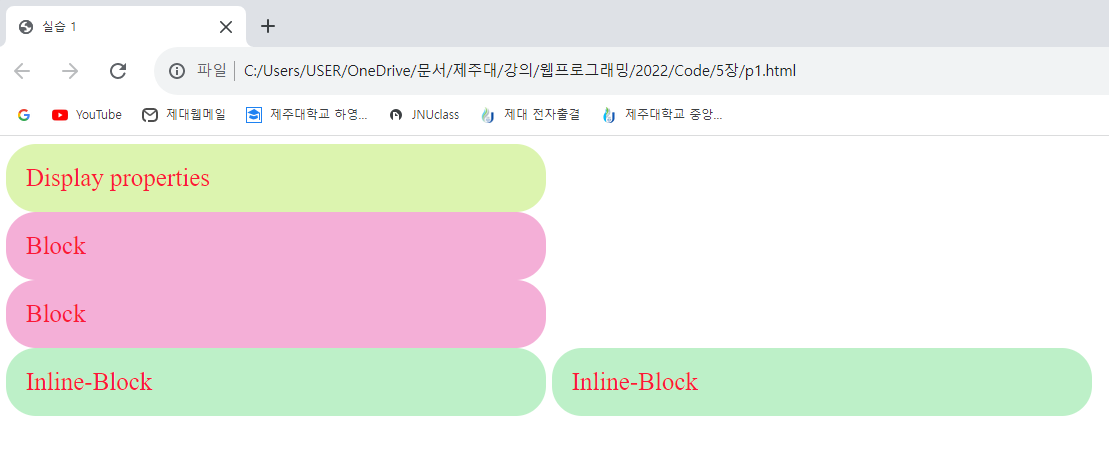 실습 1
파일 C:/Users/USER/OneDrive/문서/제주대/강의/웹프로그래밍/2022/Code/5장/p1.html
YouTube 제대웹메일 제주대학교 하영... JNUclass 제대 전자출결 제주대학교 중앙...
Display properties
Block
Block
Inline-Block Inline-Block